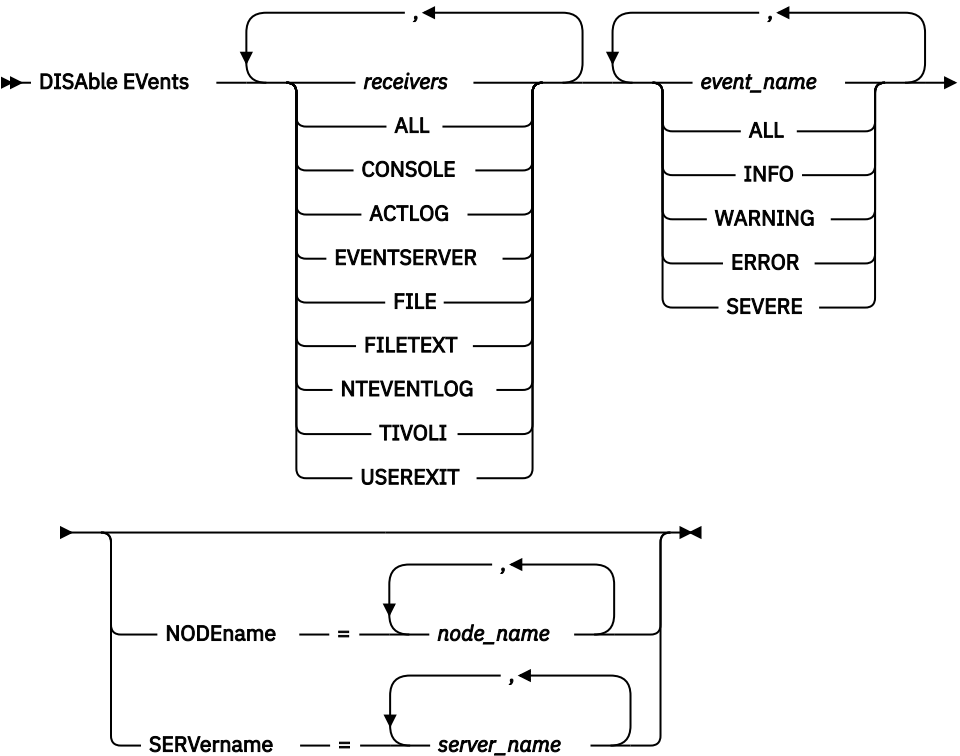 , ,
DISAble EVents receivers event_name
ALL ALL
CONSOLE INFO
ACTLOG WARNING
EVENTSERVER ERROR
FILE SEVERE
FILETEXT
NTEVENTLOG
TIVOLI
USEREXIT
,
NODEname = node_name
,
SERVername = server_name